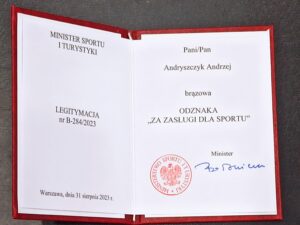 MINISTER SPORTU
I TURYSTYKI
LEGITYMACJA
nr B-284/2023
Warszawa, dnia 31 sierpnia 2023 r.
Pani/Pan
Andryszczyk Andrzej
brązowa
ODZNAKA
„ZA ZASŁUGI DLA SPORTU”
Minister